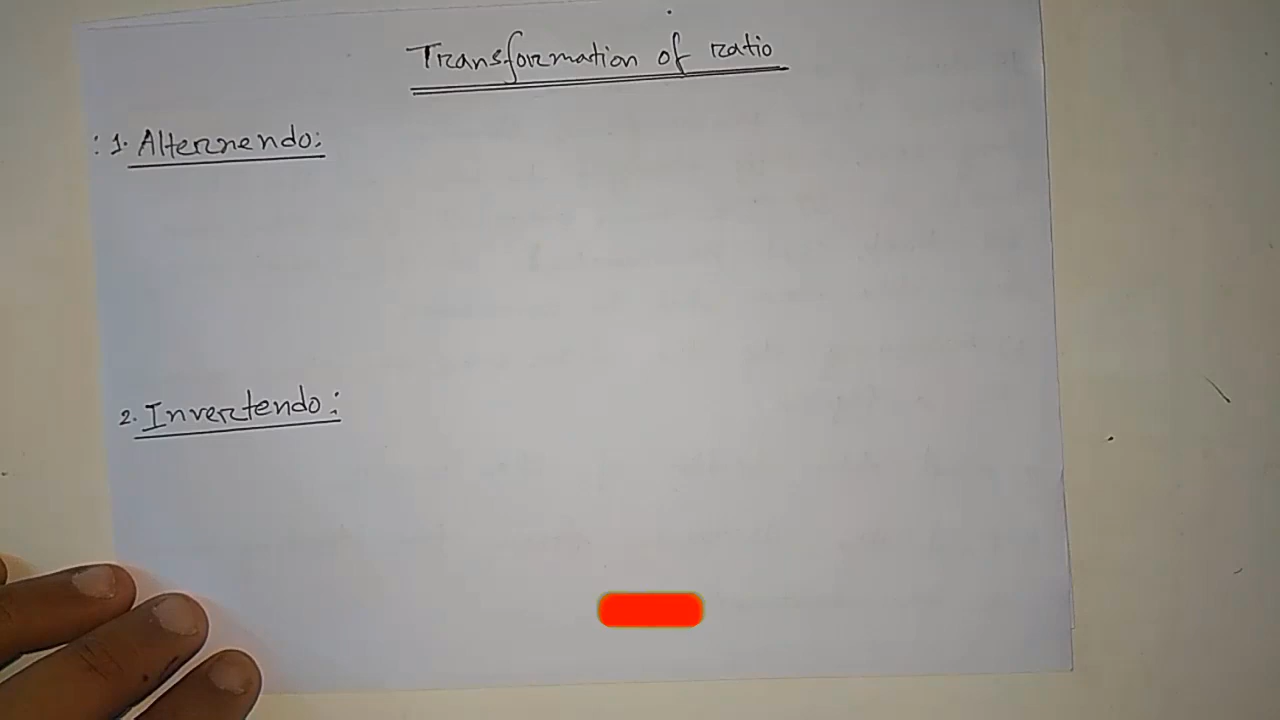 Transformation of ratio
: 1. Alternendo:
2. Invertendo: